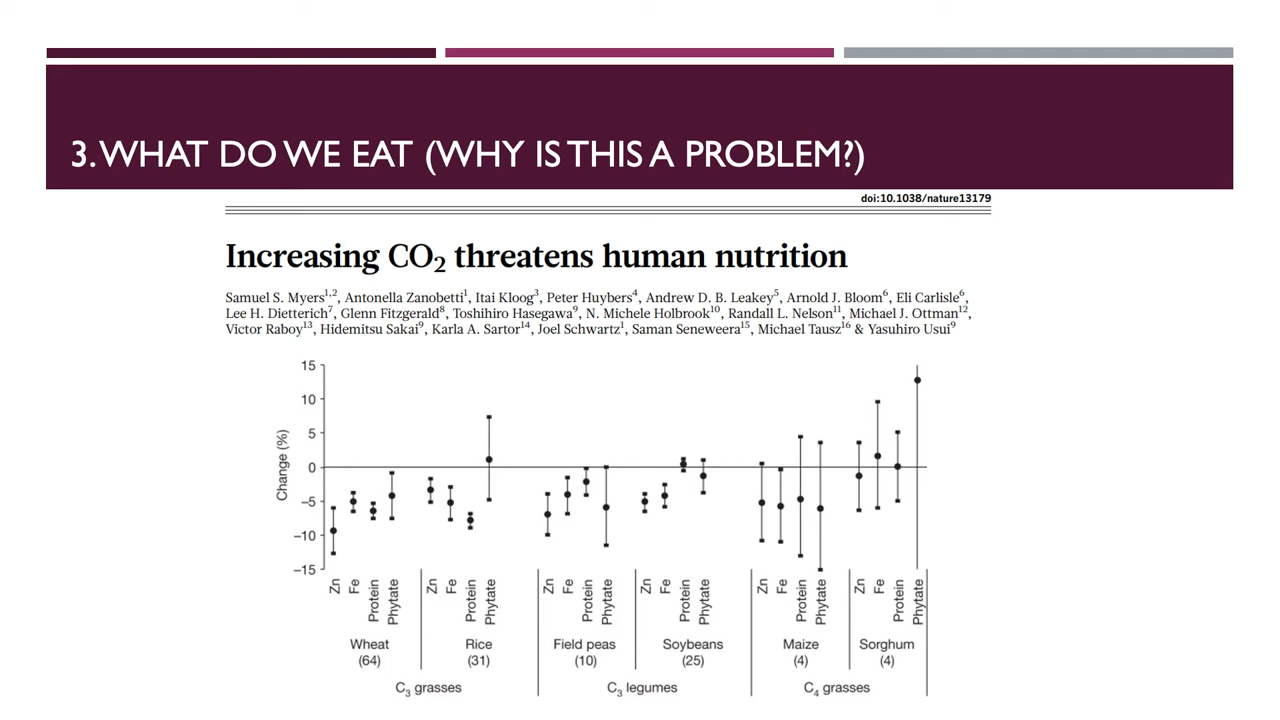 3. WHAT DO WE EAT (WHY IS THIS A PROBLEM?)
doi:10.1038/nature13179
Increasing CO₂ threatens human nutrition
Samuel S. Myers¹,², Antonella Zanobetti¹, Itai Kloog³, Peter Huybers⁴, Andrew D. B. Leakey⁵, Arnold J. Bloom⁶, Eli Carlisle⁶,
Lee H. Dietterich⁷, Glenn Fitzgerald⁸, Toshihiro Hasegawa⁹, N. Michele Holbrook¹⁰, Randall L. Nelson¹¹, Michael J. Ottman¹²,
Victor Raboy¹³, Hidemitsu Sakai⁹, Karla A. Sartor¹⁴, Joel Schwartz¹, Saman Seneweera¹⁵, Michael Tausz¹⁶ & Yasuhiro Usui⁹
Change (%)
15
10
5
0
−5
−10
−15
Zn Fe Protein Phytate Zn Fe Protein Phytate Zn Fe Protein Phytate Zn Fe Protein Phytate Zn Fe Protein Phytate Zn Fe Protein Phytate
Wheat Rice Field peas Soybeans Maize Sorghum
(64) (31) (10) (25) (4) (4)
C₃ grasses C₃ legumes C₄ grasses